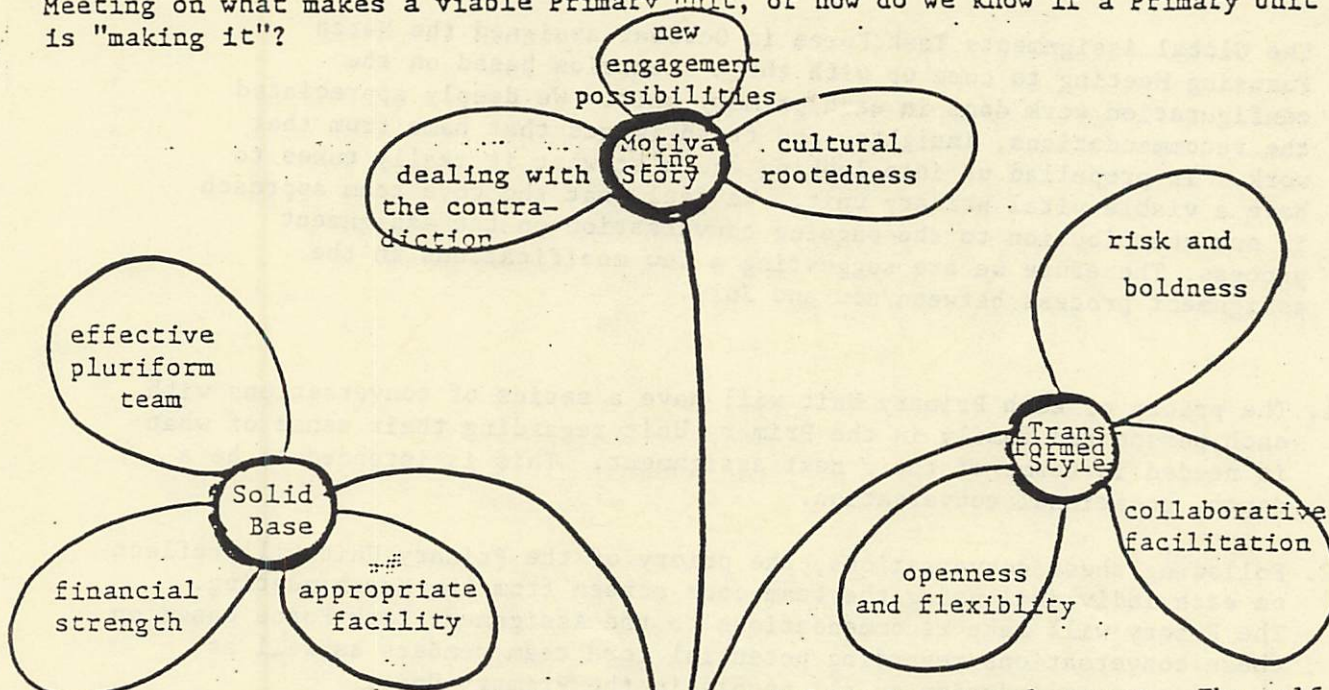 Meeting on what makes a viable Primary Unit, or how do we know if a Primary Unit
is "making it"?
new
engagement
possibilities
Motiva
ting
Story
dealing with
the contra-
diction
cultural
rootedness
risk and
boldness
effective
pluriform
team
Solid
Base
financial
strength
appropriate
facility
Trans
formed
Style
collaborative
facilitation
openness
and flexiblity